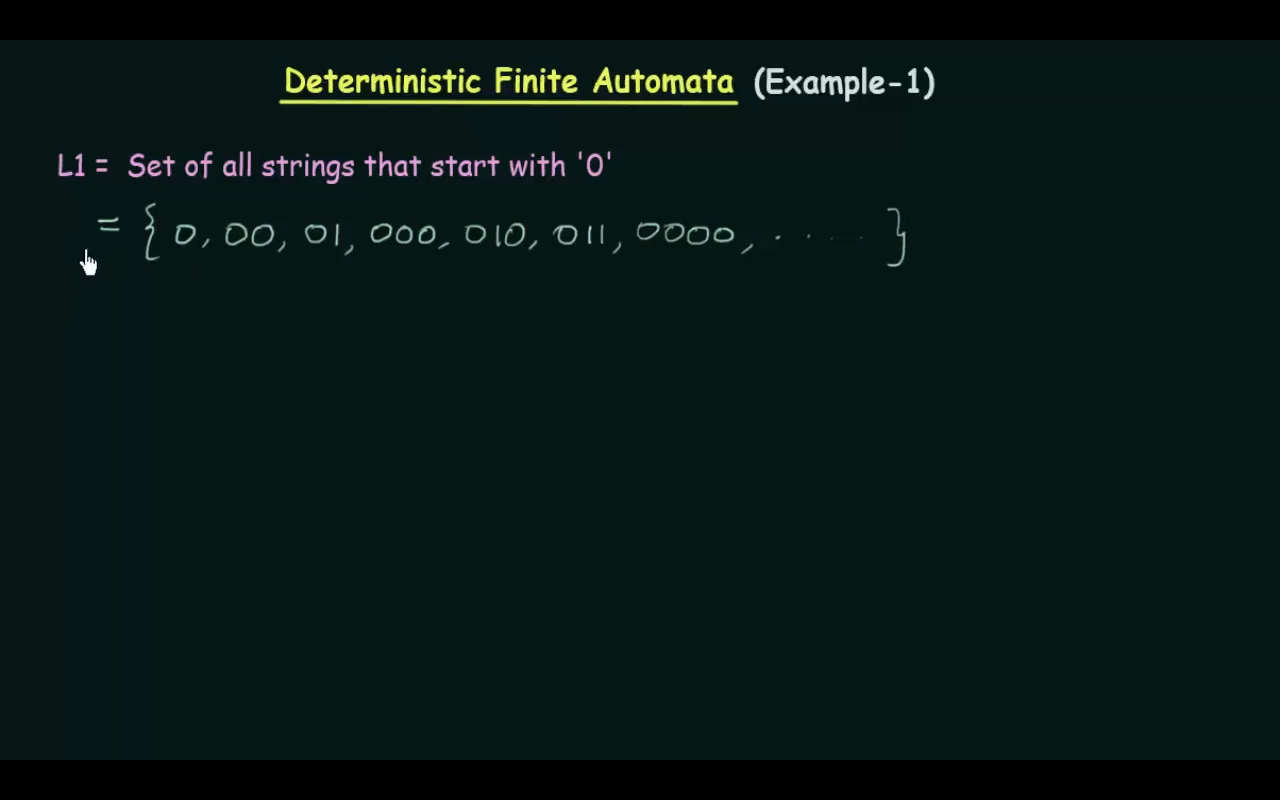 Deterministic Finite Automata (Example-1)
L1 = Set of all strings that start with '0'
= { 0, 00, 01, 000, 010, 011, 0000, . . . . }